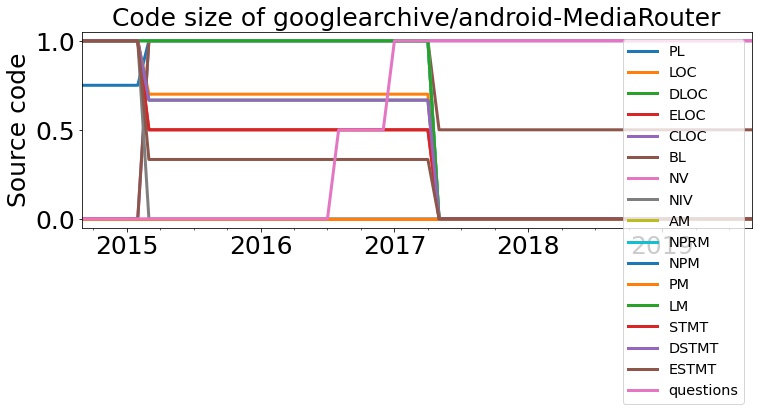 Code size of googlearchive/android-MediaRouter
Source code
1.0
0.5
0.0
2015
2016
2017
2018
2019
PL
LOC
DLOC
ELOC
CLOC
BL
NV
NIV
AM
NPRM
NPM
PM
LM
STMT
DSTMT
ESTMT
questions